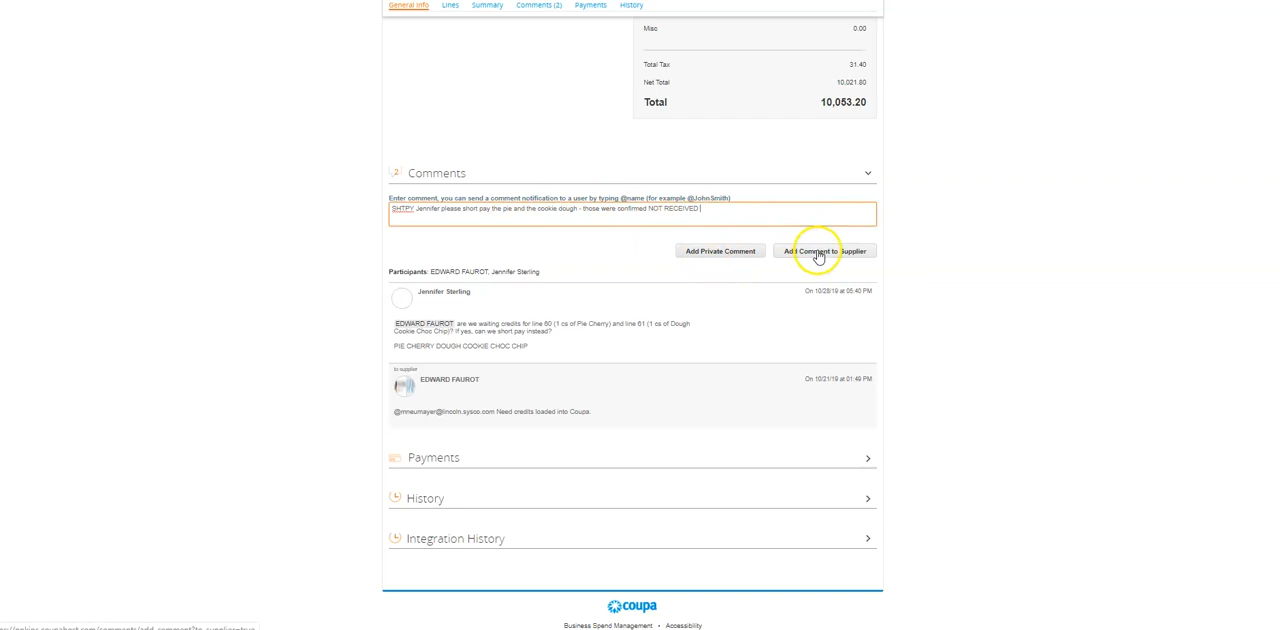 General Info Lines Summary Comments (2) Payments History
Misc 0.00
Total Tax 31.40
Net Total 10,021.80
Total 10,053.20
2 Comments
Enter comment, you can send a comment notification to a user by typing @name (for example @JohnSmith)
SHTPY Jennifer please short pay the pie and the cookie dough - those were confirmed NOT RECEIVED
Add Private Comment Add Comment to Supplier
Participants: EDWARD FAUROT, Jennifer Sterling
Jennifer Sterling On 10/28/19 at 05:40 PM
EDWARD FAUROT are we waiting credits for line 60 (1 cs of Pie Cherry) and line 61 (1 cs of Dough
Cookie Choc Chip)? If yes, can we short pay instead?
PIE CHERRY DOUGH COOKIE CHOC CHIP
to supplier
EDWARD FAUROT On 10/21/19 at 01:49 PM
@mneumayer@lincoln.sysco.com Need credits loaded into Coupa.
Payments
History
Integration History
coupa
Business Spend Management • Accessibility